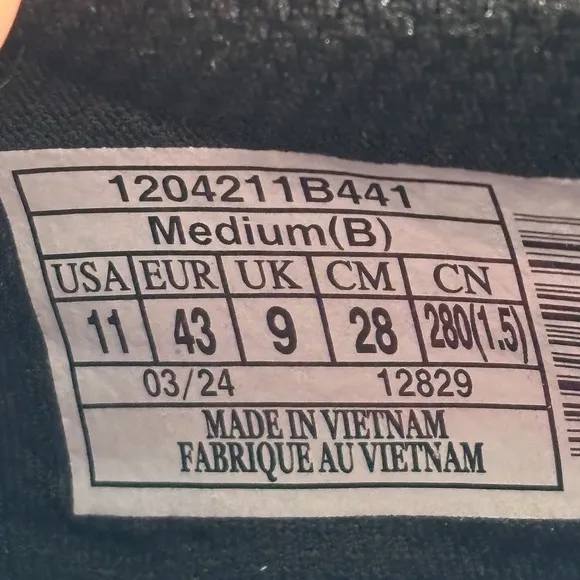 1204211B441
Medium(B)
USA EUR UK CM CN
11 43 9 28 280(1.5)
03/24 12829
MADE IN VIETNAM
FABRIQUE AU VIETNAM